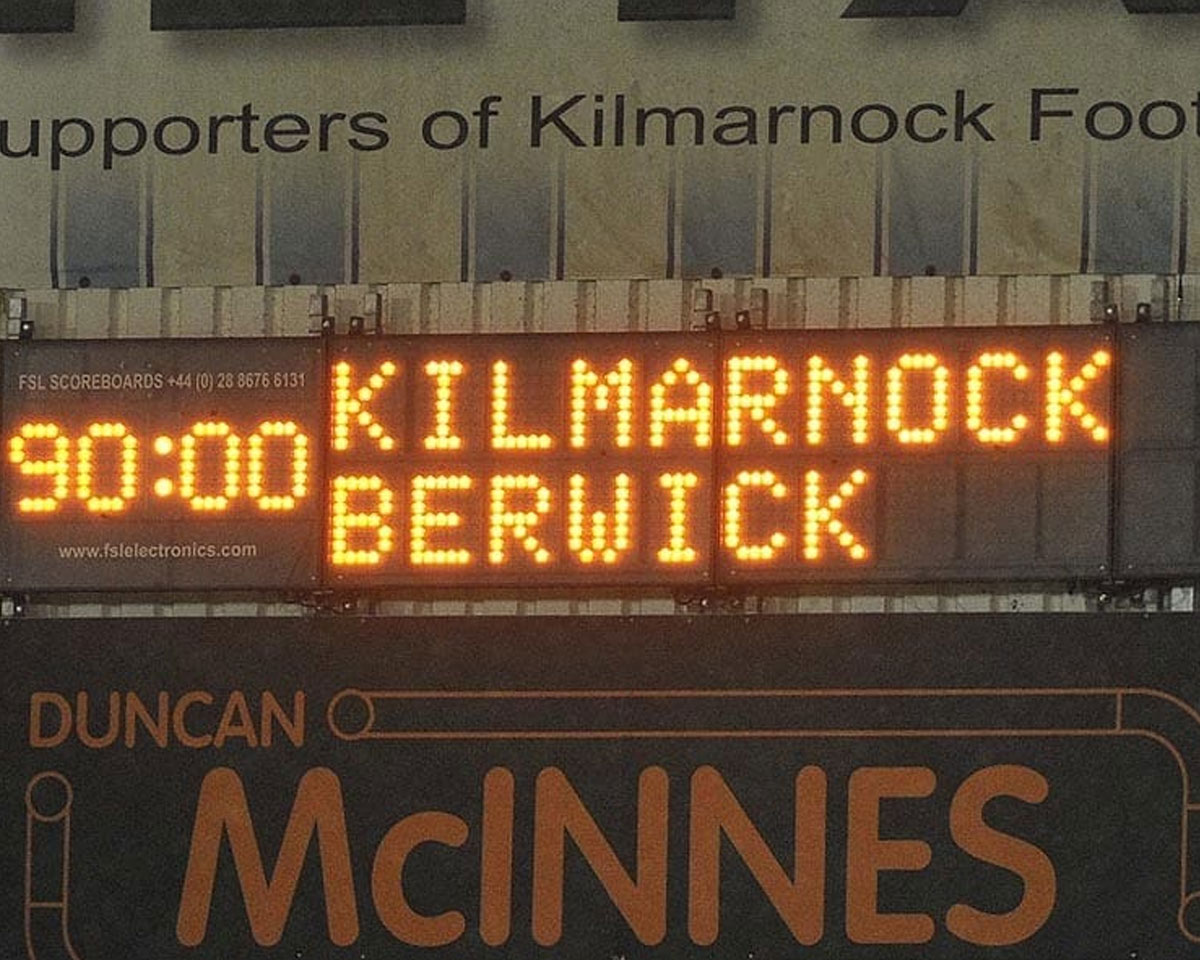 upporters of Kilmarnock Foot
FSL SCOREBOARDS +44 (0) 28 8676 6131
90:00
KILMARNOCK
BERWICK
www.fslelectronics.com
DUNCAN
McINNES